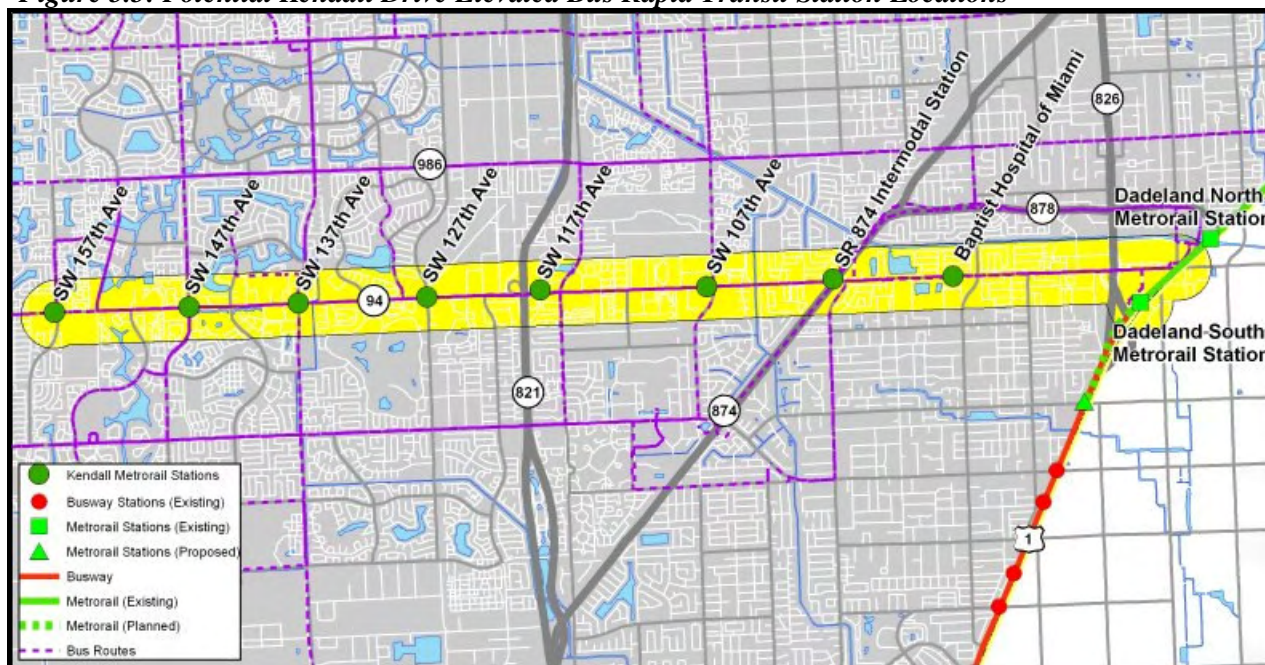 Figure 3.3: Potential Kendall Drive Elevated Bus Rapid Transit Station Locations
826
SR 874 Intermodal Station
Baptist Hospital of Miami
986
Dadeland North
Metrorail Station
878
SW 157th Ave
SW 147th Ave
SW 137th Ave
SW 127th Ave
SW 117th Ave
SW 107th Ave
94
Dadeland South
Metrorail Station
821
874
1
Kendall Metrorail Stations
Busway Stations (Existing)
Metrorail Stations (Existing)
Metrorail Stations (Proposed)
Busway
Metrorail (Existing)
Metrorail (Planned)
Bus Routes